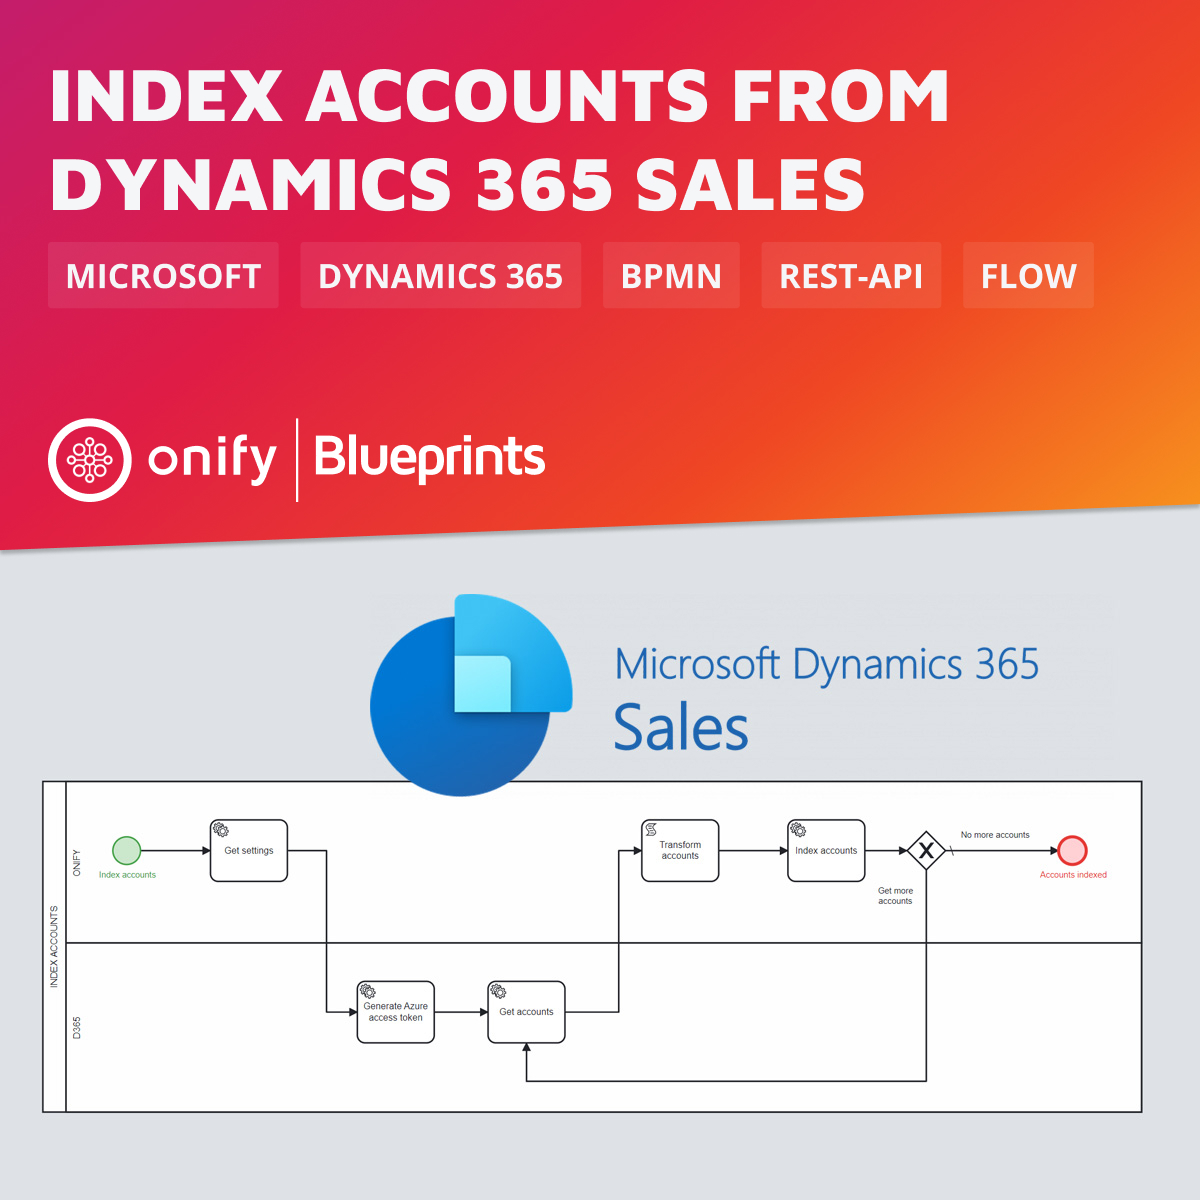 INDEX ACCOUNTS FROM
DYNAMICS 365 SALES
MICROSOFT
DYNAMICS 365
BPMN
REST-API
FLOW
onify
Blueprints
Microsoft Dynamics 365
Sales
INDEX ACCOUNTS
ONIFY
Index accounts
Get settings
Transform
accounts
Index accounts
X
Get more
accounts
No more accounts
Accounts indexed
D365
Generate Azure
access token
Get accounts